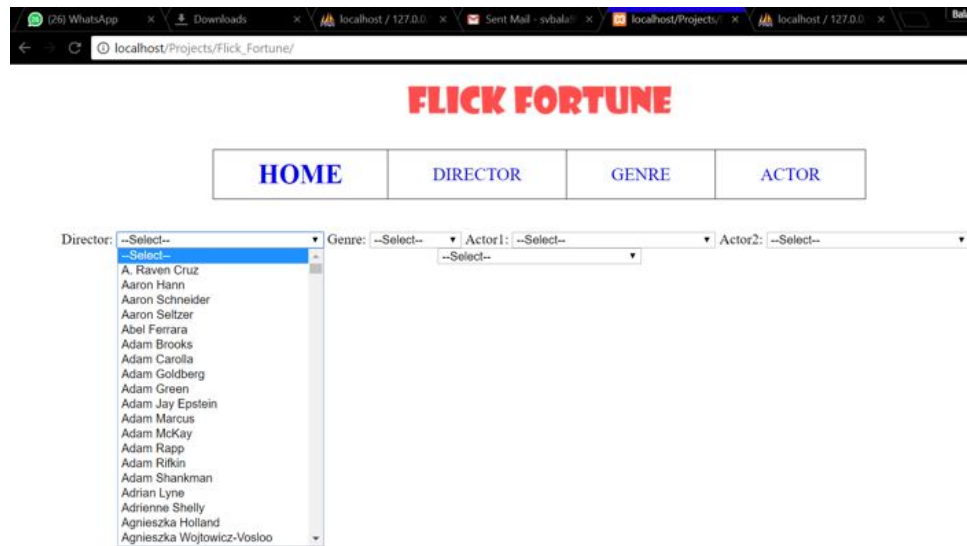 (26) WhatsApp × Downloads × localhost / 127.0.0. × Sent Mail - svbala × localhost/Projects/ × localhost / 127.0.0. × Bala
localhost/Projects/Flick_Fortune/
FLICK FORTUNE
HOME DIRECTOR GENRE ACTOR
Director: --Select-- Genre: --Select-- Actor1: --Select-- Actor2: --Select--
--Select-- --Select--
A. Raven Cruz
Aaron Hann
Aaron Schneider
Aaron Seltzer
Abel Ferrara
Adam Brooks
Adam Carolla
Adam Goldberg
Adam Green
Adam Jay Epstein
Adam Marcus
Adam McKay
Adam Rapp
Adam Rifkin
Adam Shankman
Adrian Lyne
Adrienne Shelly
Agnieszka Holland
Agnieszka Wojtowicz-Vosloo